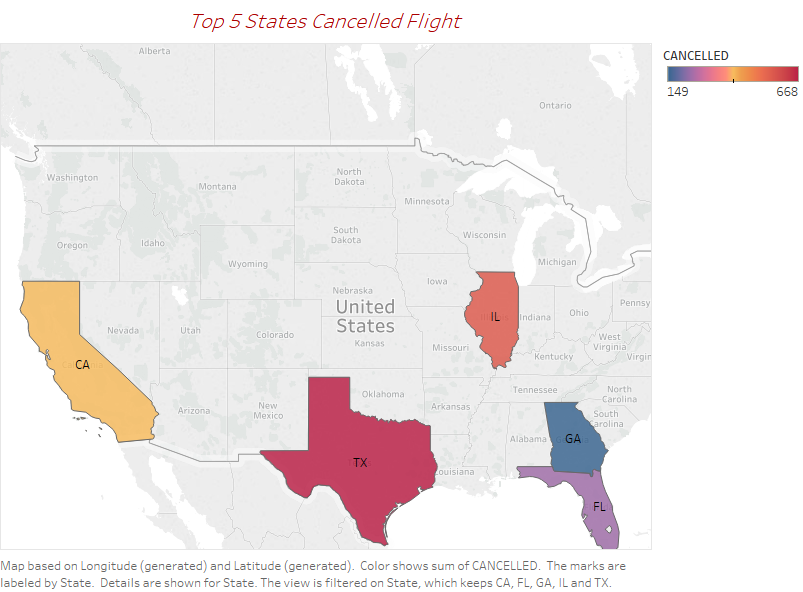 Top 5 States Cancelled Flight
CANCELLED
149 668
Alberta
Ontario
Washington
Montana
North
Dakota
Minnesota
Oregon
Idaho
South
Dakota
Wisconsin
Michigan
Wyoming
Iowa
Nebraska
United
States
IL
Indiana
Ohio
Pennsy
Nevada
Utah
Colorado
Kansas
Missouri
West
Virginia
Kentucky
Virgin
CA
Arizona
New
Mexico
Oklahoma
Arkansas
Tennessee
North
Carolina
South
Carolina
Alabama
GA
TX
Louisiana
FL
Map based on Longitude (generated) and Latitude (generated). Color shows sum of CANCELLED. The marks are
labeled by State. Details are shown for State. The view is filtered on State, which keeps CA, FL, GA, IL and TX.